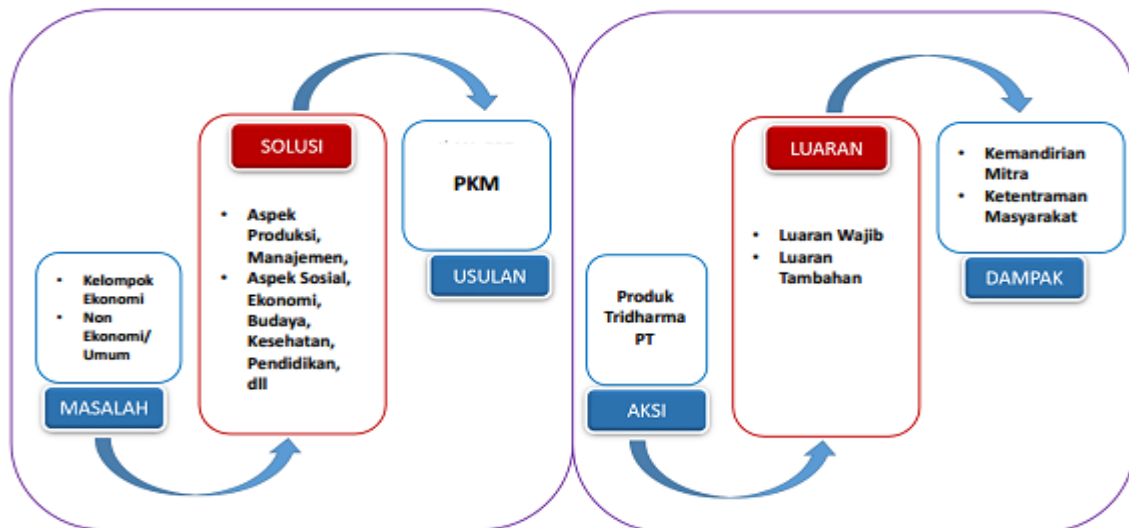 • Kelompok
Ekonomi
• Non
Ekonomi/
Umum
MASALAH
SOLUSI
• Aspek
Produksi,
Manajemen,
• Aspek Sosial,
Ekonomi,
Budaya,
Kesehatan,
Pendidikan,
dll
PKM
USULAN
Produk
Tridharma
PT
AKSI
LUARAN
• Luaran Wajib
• Luaran
Tambahan
• Kemandirian
Mitra
• Ketentraman
Masyarakat
DAMPAK